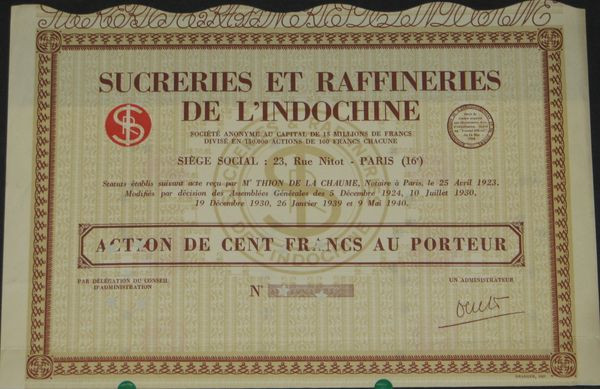 SUCRERIES ET RAFFINERIES
DE L'INDOCHINE
SOCIÉTÉ ANONYME AU CAPITAL DE 15 MILLIONS DE FRANCS
DIVISÉ EN 150.000 ACTIONS DE 100 FRANCS CHACUNE
SIÈGE SOCIAL : 23, Rue Nitot - PARIS (16e)
Statuts établis suivant acte reçu par Me THION DE LA CHAUME, Notaire à Paris, le 25 Avril 1923.
Modifiés par décision des Assemblées Générales des 5 Décembre 1924, 10 Juillet 1930,
19 Décembre 1930, 26 Janvier 1939 et 9 Mai 1940.
ACTION DE CENT FRANCS AU PORTEUR
PAR DÉLÉGATION DU CONSEIL
D'ADMINISTRATION
UN ADMINISTRATEUR
N°